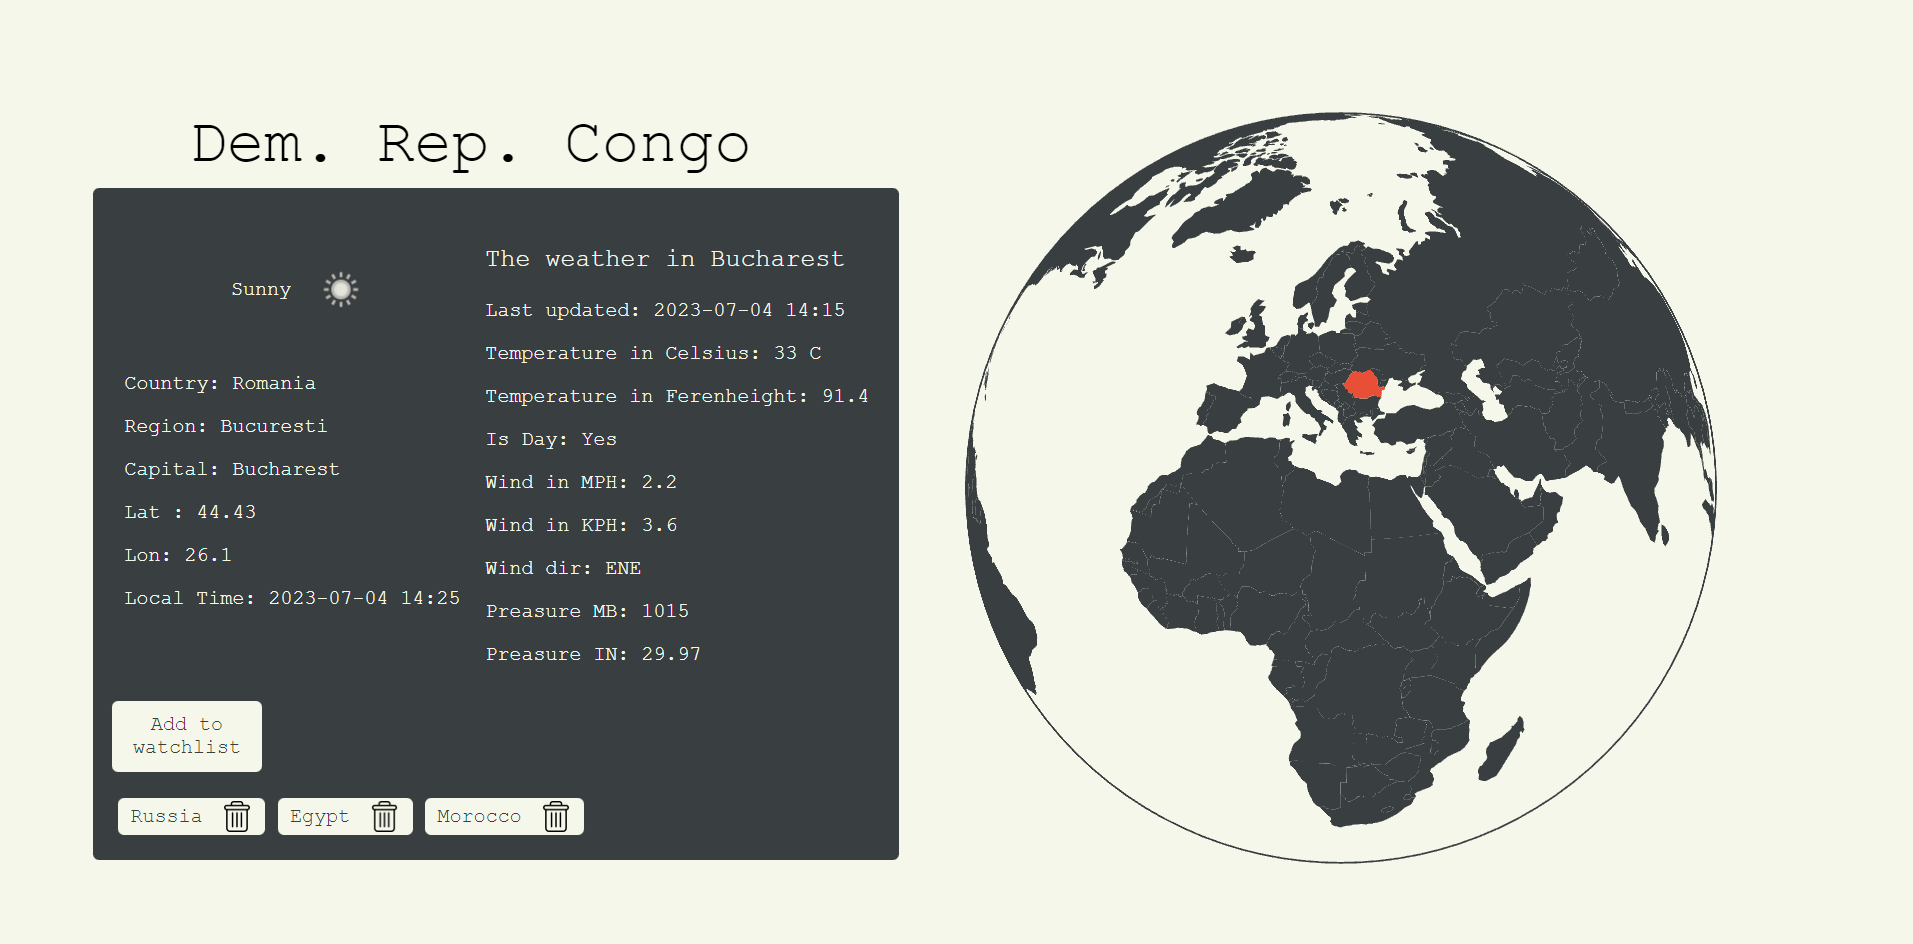 Dem. Rep. Congo
Sunny
Country: Romania
Region: Bucuresti
Capital: Bucharest
Lat : 44.43
Lon: 26.1
Local Time: 2023-07-04 14:25
The weather in Bucharest
Last updated: 2023-07-04 14:15
Temperature in Celsius: 33 C
Temperature in Ferenheight: 91.4
Is Day: Yes
Wind in MPH: 2.2
Wind in KPH: 3.6
Wind dir: ENE
Preasure MB: 1015
Preasure IN: 29.97
Add to
watchlist
Russia
Egypt
Morocco